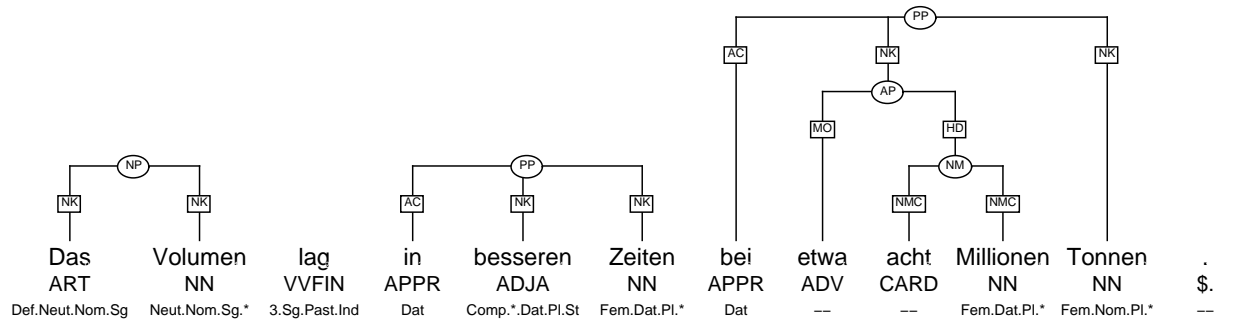 PP
AC NK NK
AP
MO HD
NP PP NM
NK NK AC NK NK NMC NMC
Das Volumen lag in besseren Zeiten bei etwa acht Millionen Tonnen .
ART NN VVFIN APPR ADJA NN APPR ADV CARD NN NN $.
Def.Neut.Nom.Sg Neut.Nom.Sg.* 3.Sg.Past.Ind Dat Comp.*.Dat.Pl.St Fem.Dat.Pl.* Dat -- -- Fem.Dat.Pl.* Fem.Nom.Pl.* --